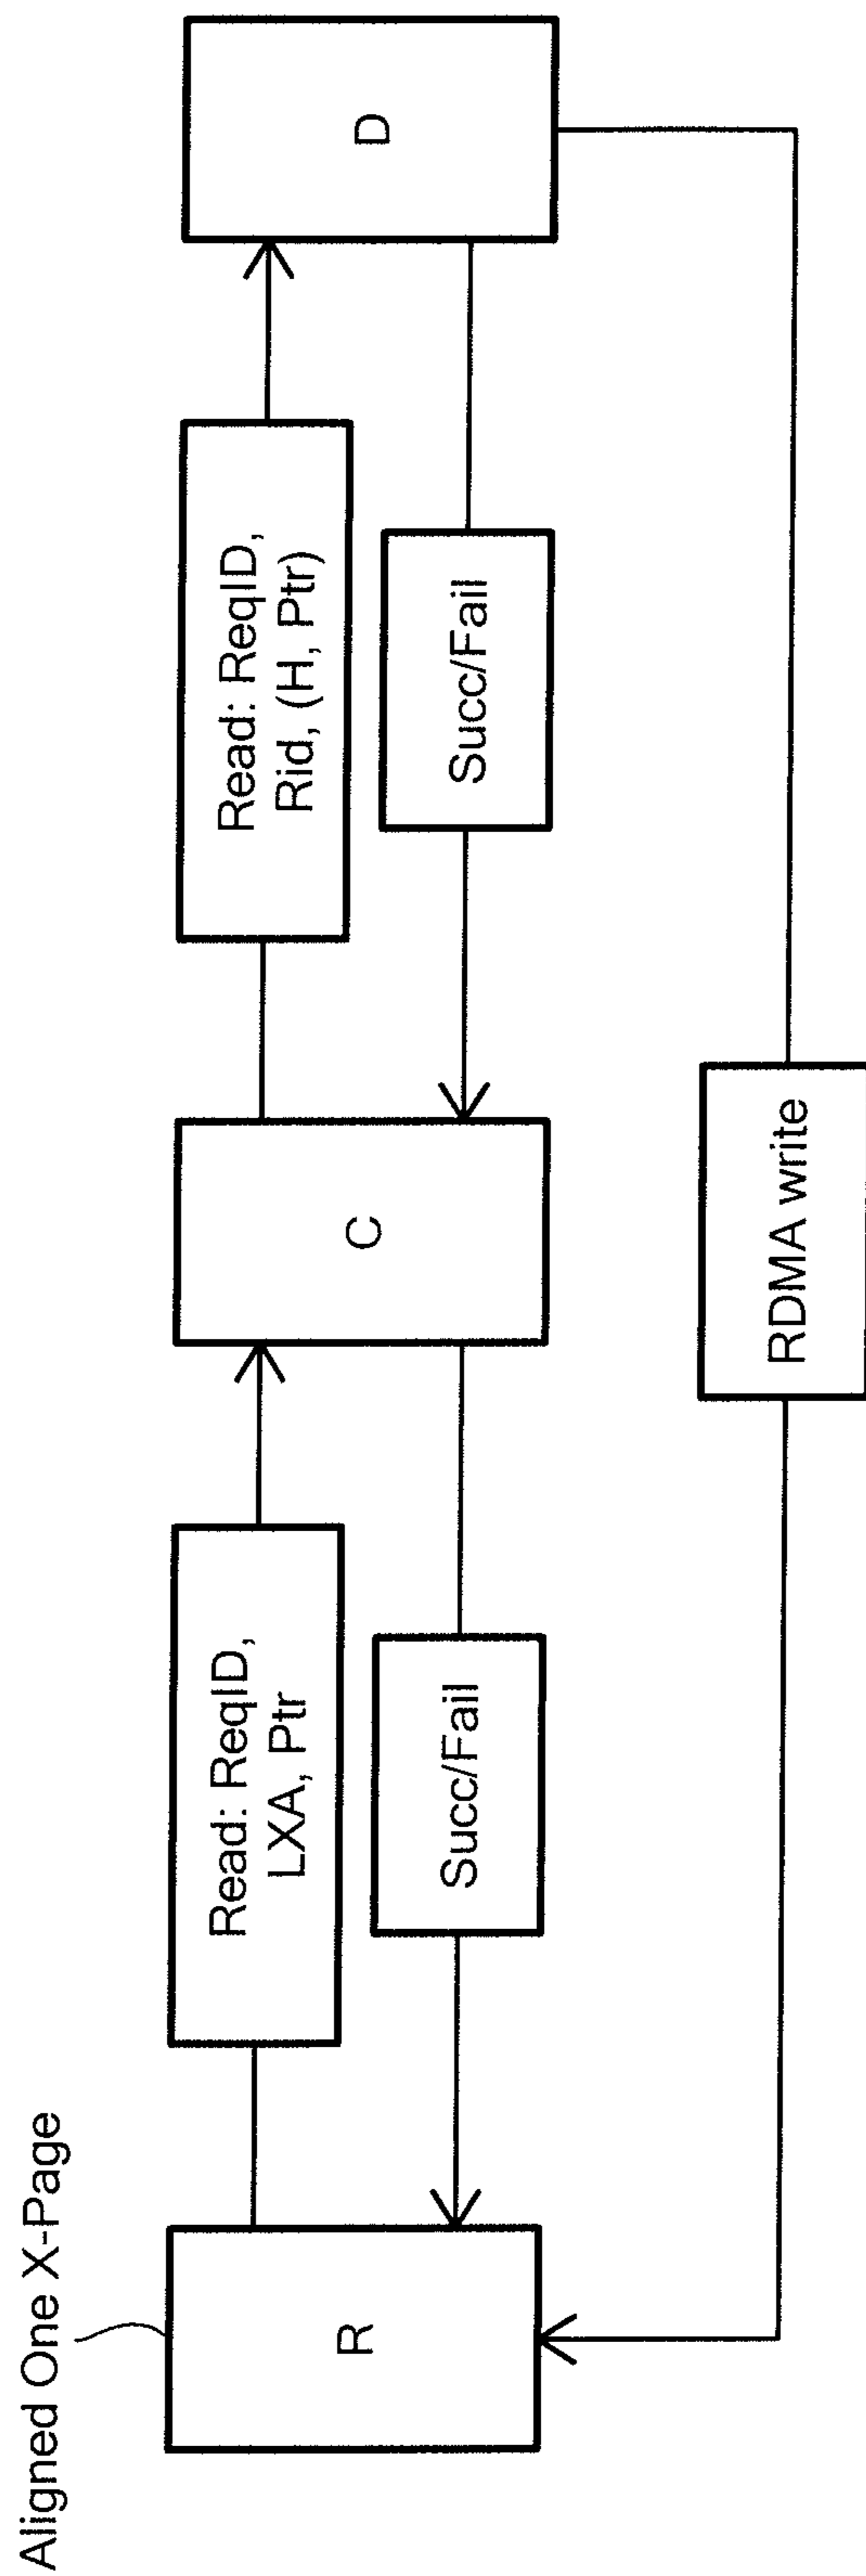 Aligned One X-Page
R
Read: ReqID,
LXA, Ptr
Succ/Fail
C
Read: ReqID,
Rid, (H, Ptr)
Succ/Fail
D
RDMA write